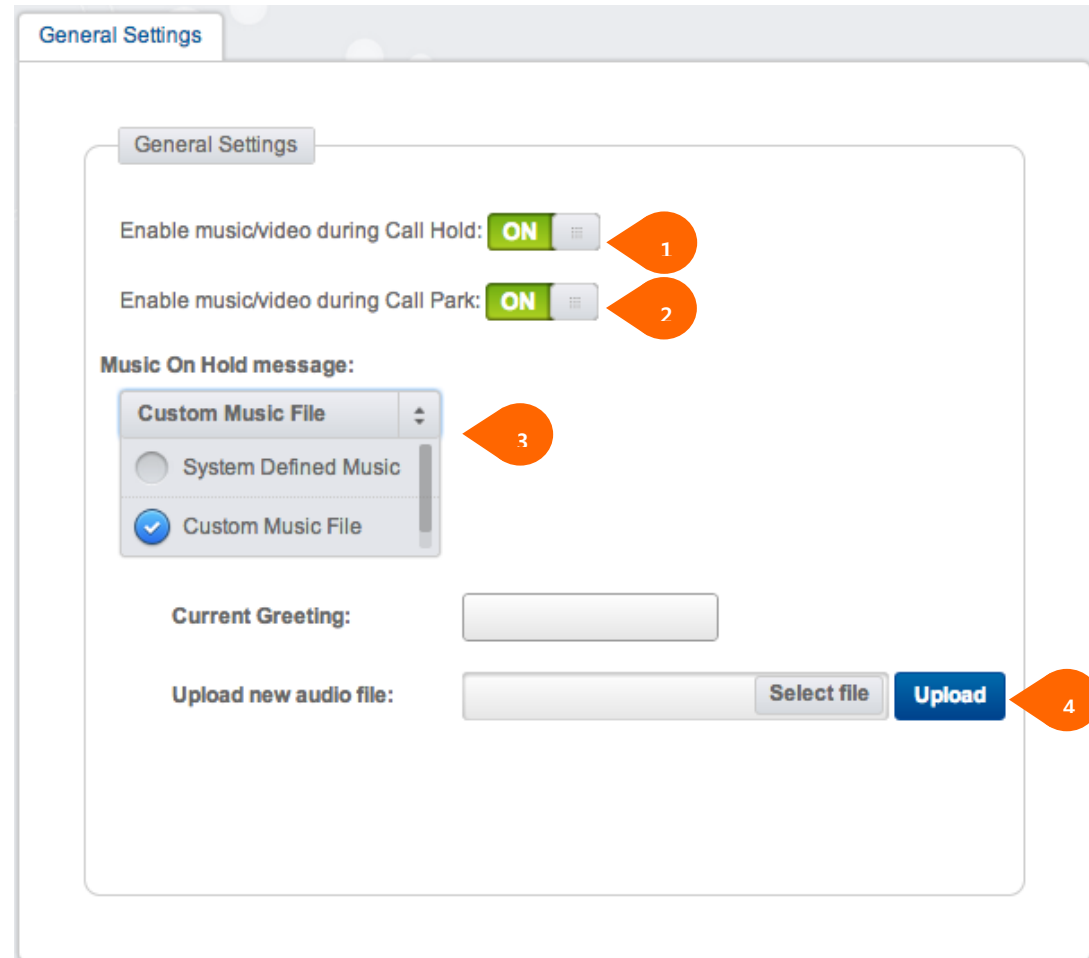 General Settings
General Settings
Enable music/video during Call Hold: ON
1
Enable music/video during Call Park: ON
2
Music On Hold message:
Custom Music File
3
System Defined Music
Custom Music File
Current Greeting:
Upload new audio file: Select file Upload
4